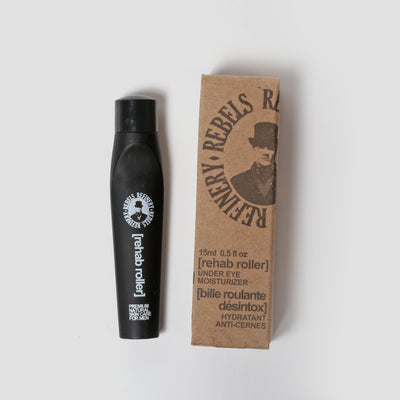 REBELS REFINERY
[rehab roller]
PREMIUM
NATURAL
SKIN CARE
FOR MEN
REFINERY • REBELS RE
15ml 0.5 fl oz
[rehab roller]
UNDER EYE
MOISTURIZER
[bille roulante
désintox]
HYDRATANT
ANTI-CERNES